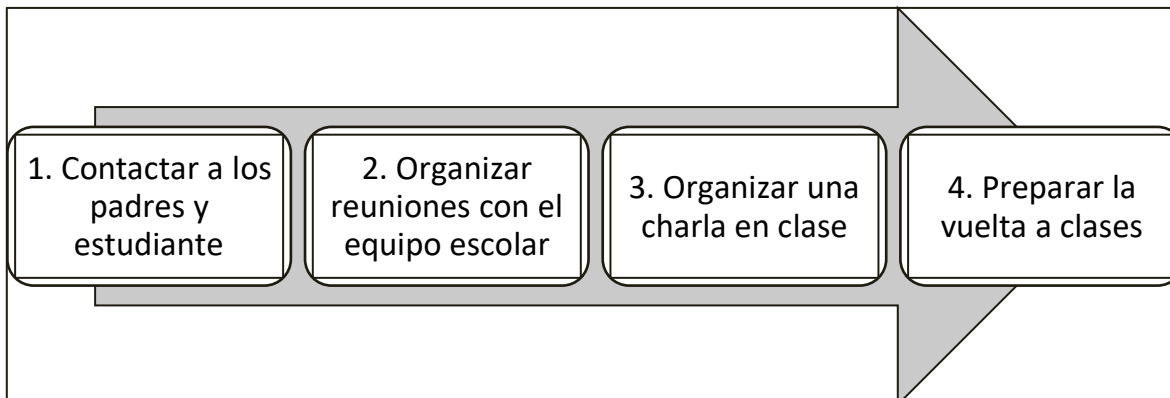 1. Contactar a los
padres y
estudiante
2. Organizar
reuniones con el
equipo escolar
3. Organizar una
charla en clase
4. Preparar la
vuelta a clases